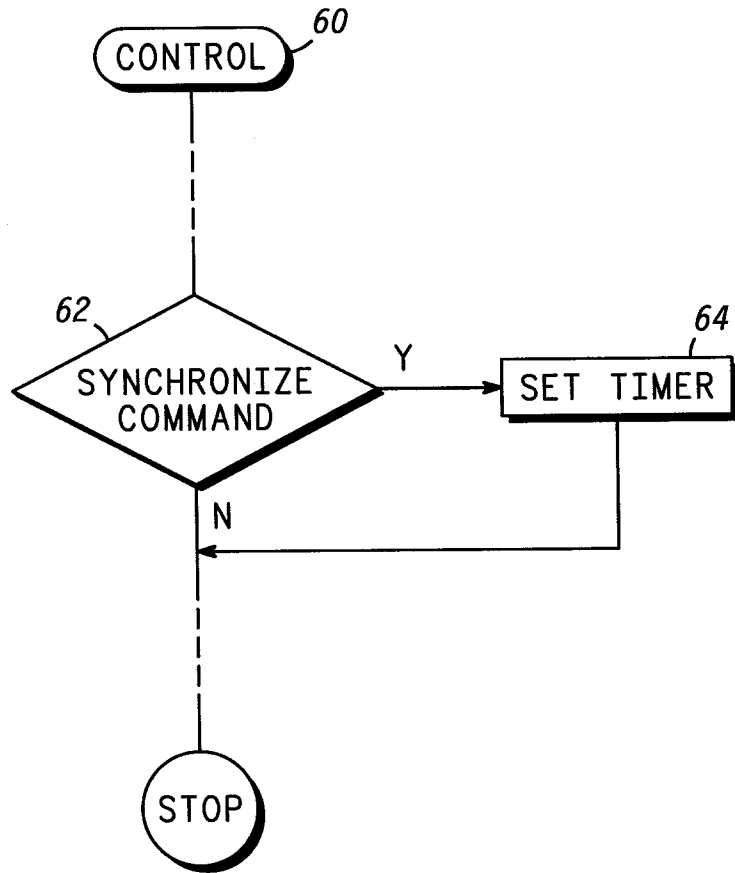 60
CONTROL
62
SYNCHRONIZE
COMMAND
Y
64
SET TIMER
N
STOP